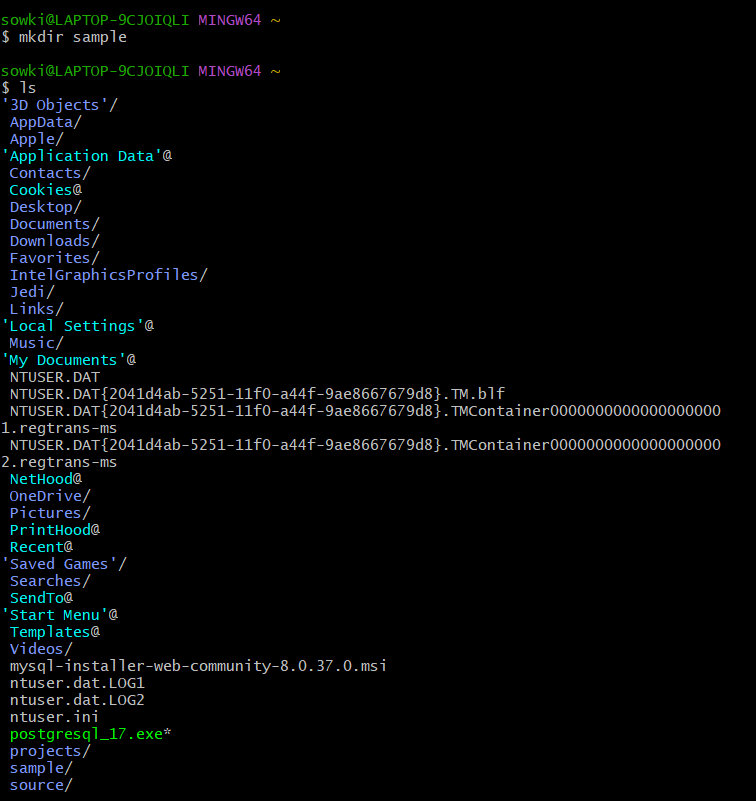 sowki@LAPTOP-9CJOIQLI MINGW64 ~
$ mkdir sample

sowki@LAPTOP-9CJOIQLI MINGW64 ~
$ ls
'3D Objects'/
 AppData/
 Apple/
'Application Data'@
 Contacts/
 Cookies@
 Desktop/
 Documents/
 Downloads/
 Favorites/
 IntelGraphicsProfiles/
 Jedi/
 Links/
'Local Settings'@
 Music/
'My Documents'@
 NTUSER.DAT
 NTUSER.DAT{2041d4ab-5251-11f0-a44f-9ae8667679d8}.TM.blf
 NTUSER.DAT{2041d4ab-5251-11f0-a44f-9ae8667679d8}.TMContainer0000000000000000000
1.regtrans-ms
 NTUSER.DAT{2041d4ab-5251-11f0-a44f-9ae8667679d8}.TMContainer0000000000000000000
2.regtrans-ms
 NetHood@
 OneDrive/
 Pictures/
 PrintHood@
 Recent@
'Saved Games'/
 Searches/
 SendTo@
'Start Menu'@
 Templates@
 Videos/
 mysql-installer-web-community-8.0.37.0.msi
 ntuser.dat.LOG1
 ntuser.dat.LOG2
 ntuser.ini
 postgresql_17.exe*
 projects/
 sample/
 source/